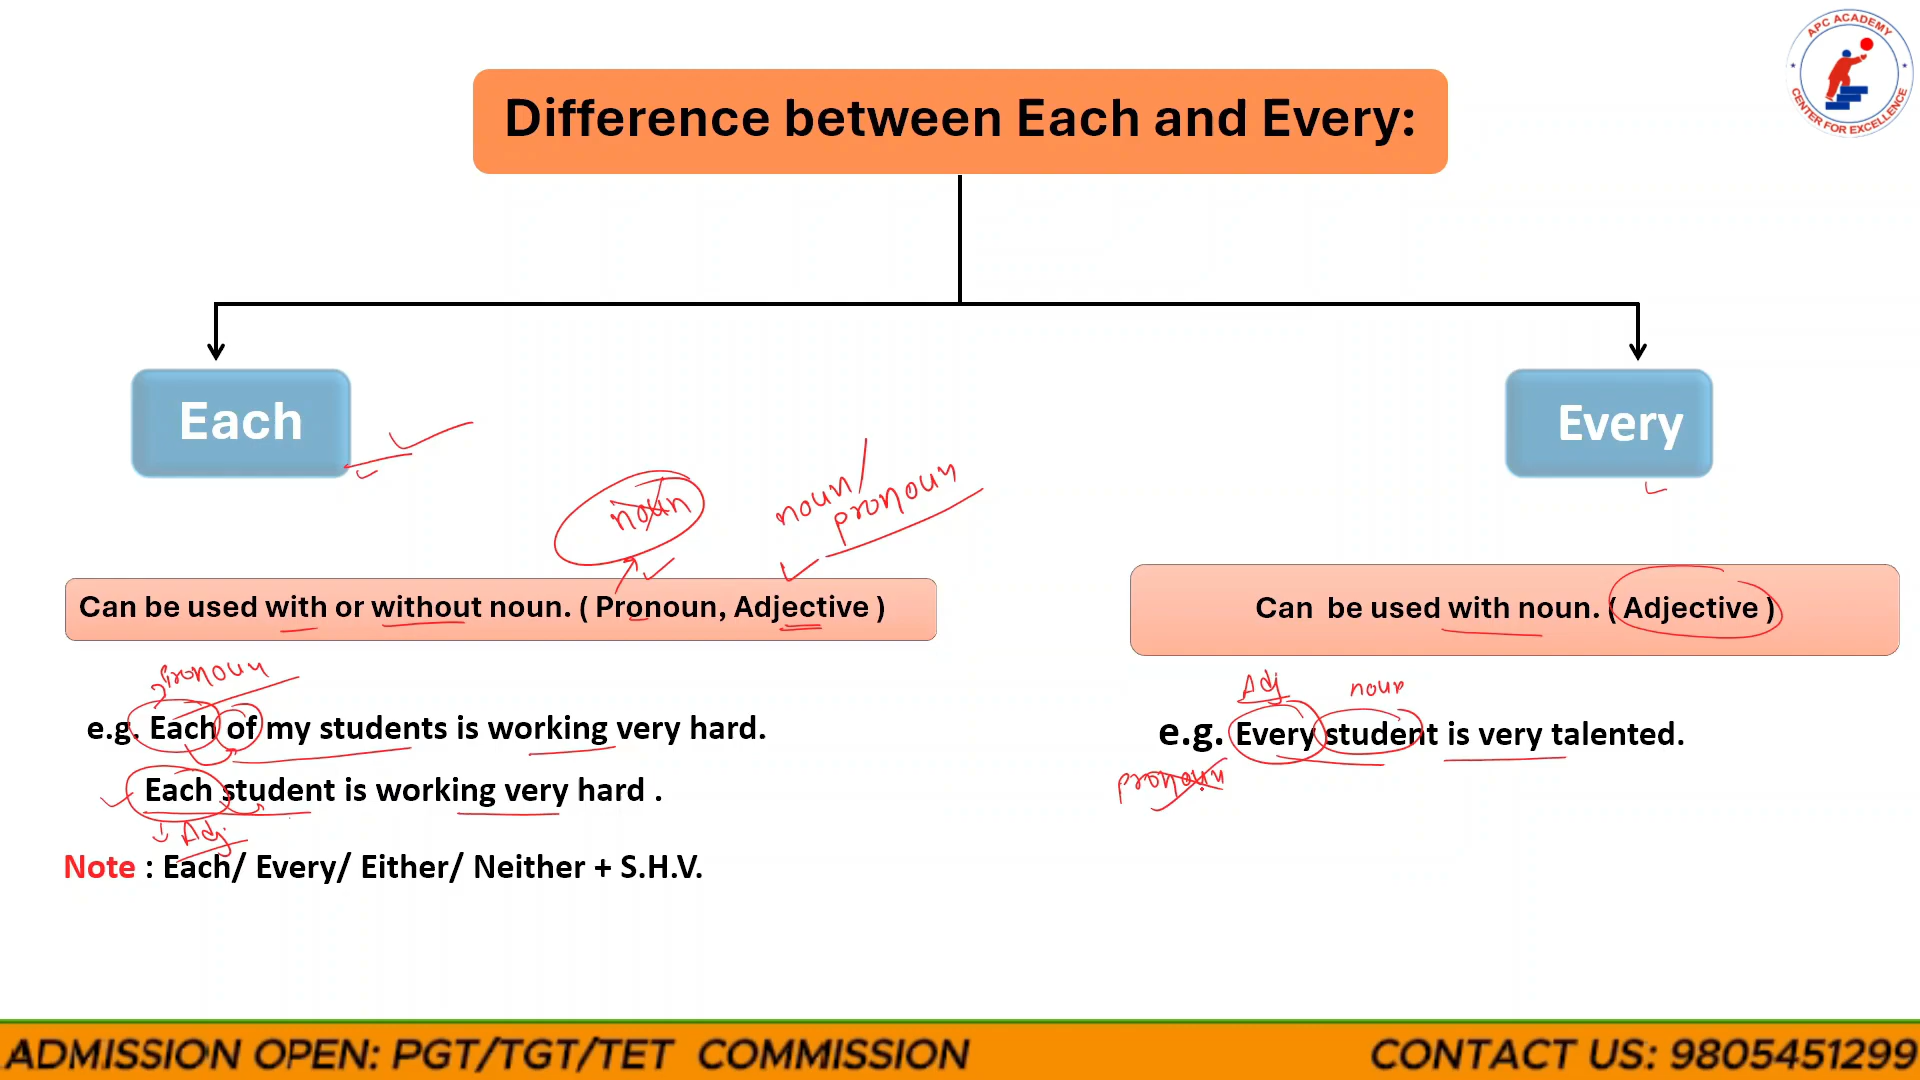 APC ACADEMY
CENTER FOR EXCELLENCE
Difference between Each and Every:
Each
Every
noun
noun/
pronoun
Can be used with or without noun. ( Pronoun, Adjective )
Can be used with noun. ( Adjective )
Pronoun
e.g. Each of my students is working very hard.
Each student is working very hard .
Adj
Note : Each/ Every/ Either/ Neither + S.H.V.
Adj
noun
e.g. Every student is very talented.
pronoun
ADMISSION OPEN: PGT/TGT/TET COMMISSION
CONTACT US: 9805451299